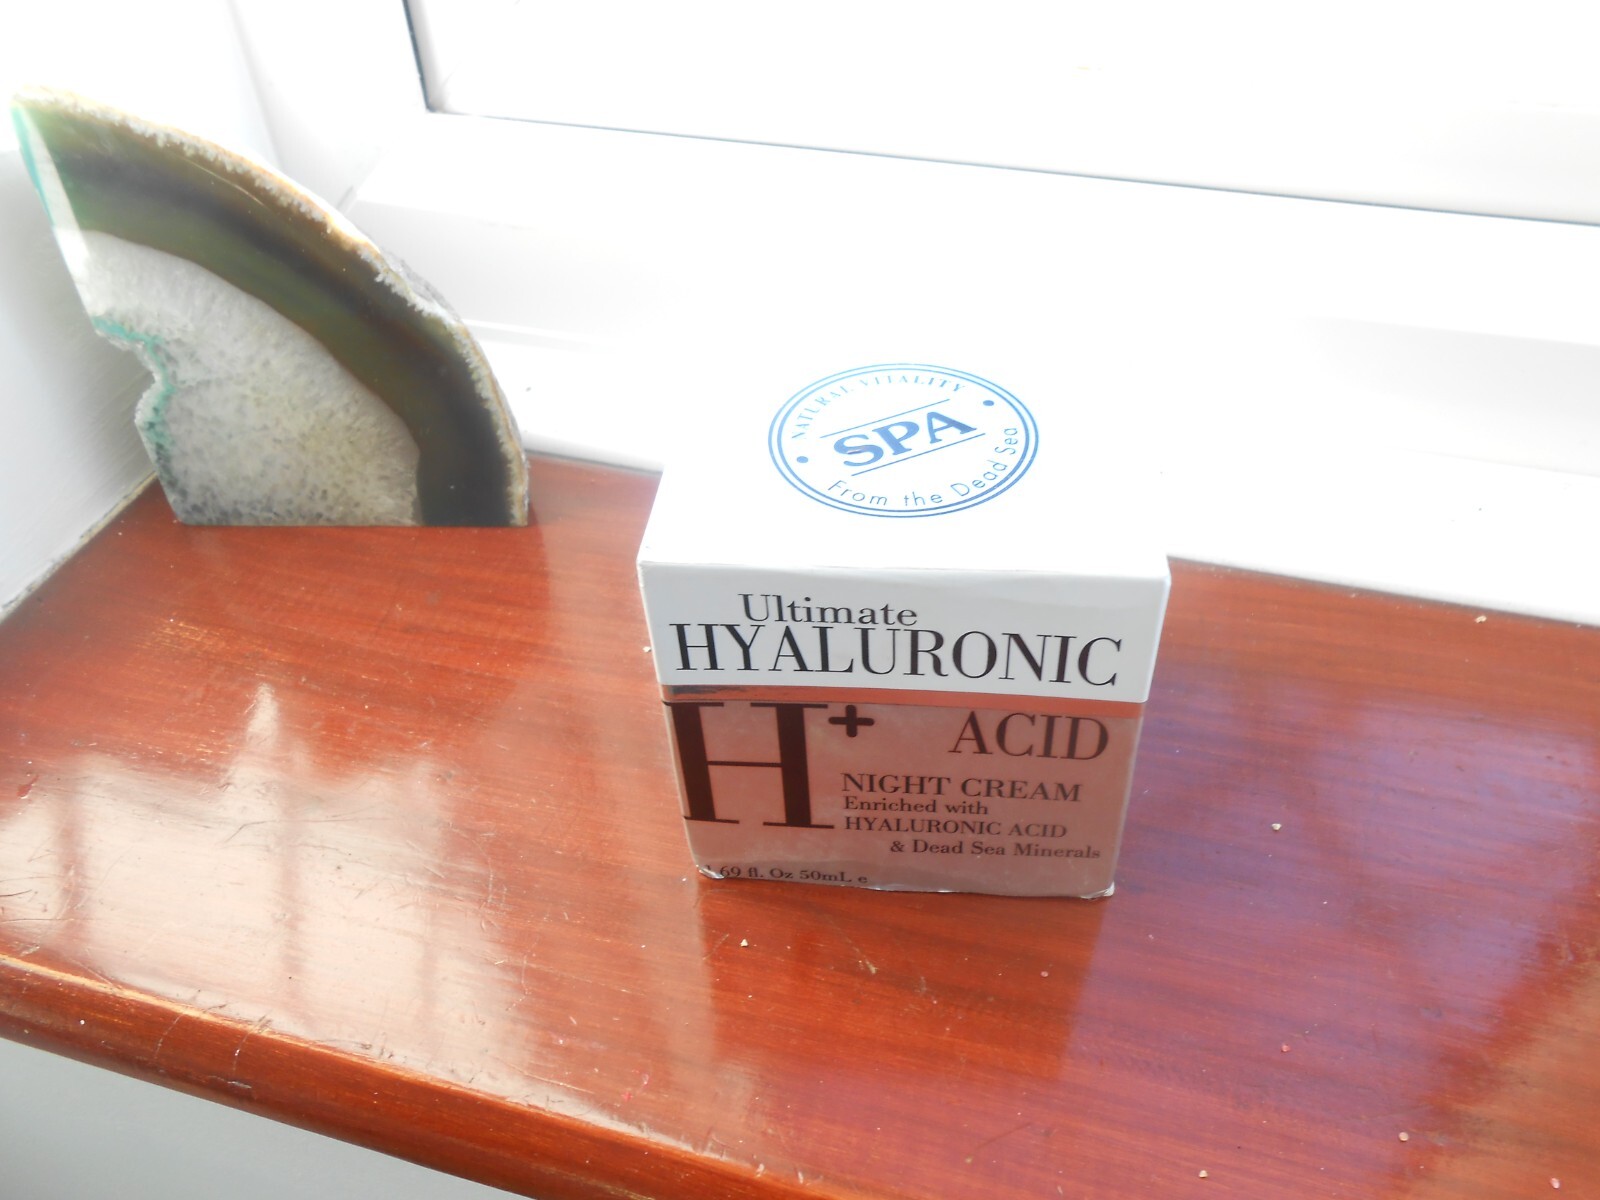 NATURAL VITALITY
SPA
From the Dead Sea
Ultimate
HYALURONIC
H+
ACID
NIGHT CREAM
Enriched with
HYALURONIC ACID
& Dead Sea Minerals
1.69 fl. Oz 50mL e